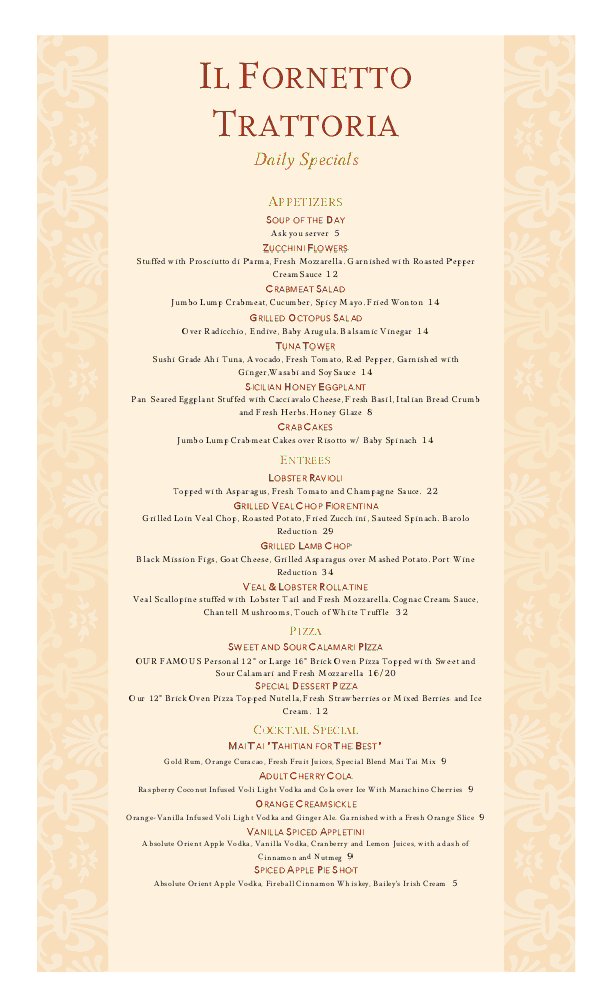 IL FORNETTO
TRATTORIA
Daily Specials
APPETIZERS
SOUP OF THE DAY
Ask you server 5
ZUCCHINI FLOWERS
Stuffed with Prosciutto di Parma, Fresh Mozzarella. Garnished with Roasted Pepper
Cream Sauce 12
CRABMEAT SALAD
Jumbo Lump Crabmeat, Cucumber, Spicy Mayo. Fried Wonton 14
GRILLED OCTOPUS SALAD
Over Radicchio, Endive, Baby Arugula. Balsamic Vinegar 14
TUNA TOWER
Sushi Grade Ahi Tuna, Avocado, Fresh Tomato, Red Pepper, Garnished with
Ginger,Wasabi and Soy Sauce 14
SICILIAN HONEY EGGPLANT
Pan Seared Eggplant Stuffed with Cacciavalo Cheese, Fresh Basil, Italian Bread Crumb
and Fresh Herbs. Honey Glaze 8
CRAB CAKES
Jumbo Lump Crabmeat Cakes over Risotto w/ Baby Spinach 14
ENTREES
LOBSTER RAVIOLI
Topped with Asparagus, Fresh Tomato and Champagne Sauce. 22
GRILLED VEAL CHOP FIORENTINA
Grilled Loin Veal Chop, Roasted Potato, Fried Zucchini, Sauteed Spinach. Barolo
Reduction 29
GRILLED LAMB CHOP
Black Mission Figs, Goat Cheese, Grilled Asparagus over Mashed Potato. Port Wine
Reduction 34
VEAL & LOBSTER ROLLATINE
Veal Scallopine stuffed with Lobster Tail and Fresh Mozzarella. Cognac Cream Sauce,
Chantell Mushrooms, Touch of White Truffle 32
PIZZA
SWEET AND SOUR CALAMARI PIZZA
OUR FAMOUS Personal 12" or Large 16" Brick Oven Pizza Topped with Sweet and
Sour Calamari and Fresh Mozzarella 16/20
SPECIAL DESSERT PIZZA
Our 12" Brick Oven Pizza Topped Nutella, Fresh Strawberries or Mixed Berries and Ice
Cream. 12
COCKTAIL SPECIAL
MAI TAI "TAHITIAN FOR THE BEST"
Gold Rum, Orange Curacao, Fresh Fruit Juices, Special Blend Mai Tai Mix 9
ADULT CHERRY COLA
Raspberry Coconut Infused Voli Light Vodka and Cola over Ice With Marachino Cherries 9
ORANGE CREAMSICKLE
Orange-Vanilla Infused Voli Light Vodka and Ginger Ale. Garnished with a Fresh Orange Slice 9
VANILLA SPICED APPLETINI
Absolute Orient Apple Vodka, Vanilla Vodka, Cranberry and Lemon Juices, with a dash of
Cinnamon and Nutmeg 9
SPICED APPLE PIE SHOT
Absolute Orient Apple Vodka, Fireball Cinnamon Whiskey, Bailey's Irish Cream 5